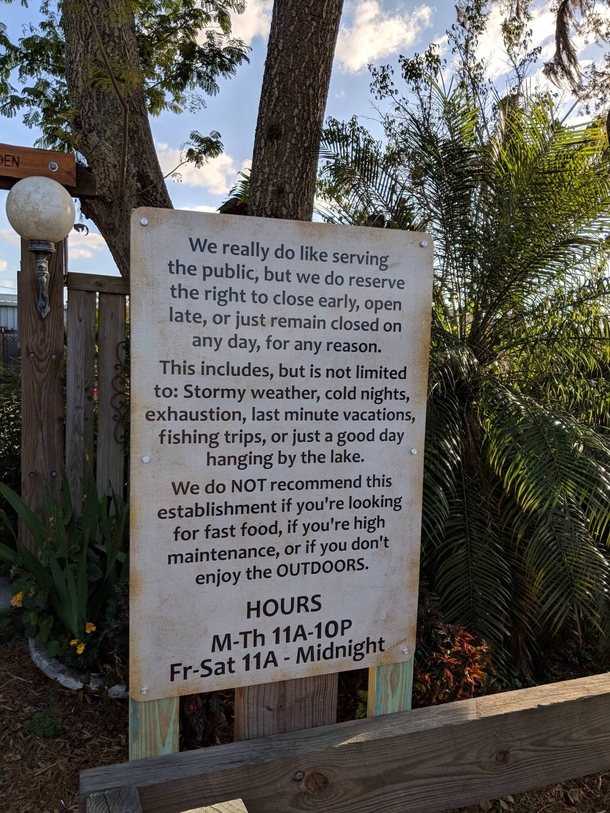 DEN
We really do like serving
the public, but we do reserve
the right to close early, open
late, or just remain closed on
any day, for any reason.
This includes, but is not limited
to: Stormy weather, cold nights,
exhaustion, last minute vacations,
fishing trips, or just a good day
hanging by the lake.
We do NOT recommend this
establishment if you're looking
for fast food, if you're high
maintenance, or if you don't
enjoy the OUTDOORS.
HOURS
M-Th 11A-10P
Fr-Sat 11A - Midnight